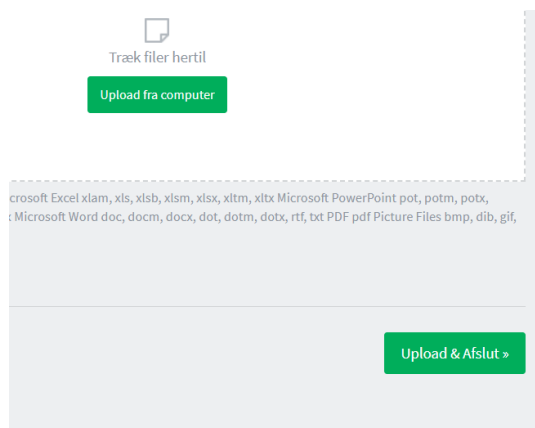 Træk filer hertil
Upload fra computer
crosoft Excel xlam, xls, xlsb, xlsm, xlsx, xltm, xltx Microsoft PowerPoint pot, potm, potx,
Microsoft Word doc, docm, docx, dot, dotm, dotx, rtf, txt PDF pdf Picture Files bmp, dib, gif,
Upload & Afslut »